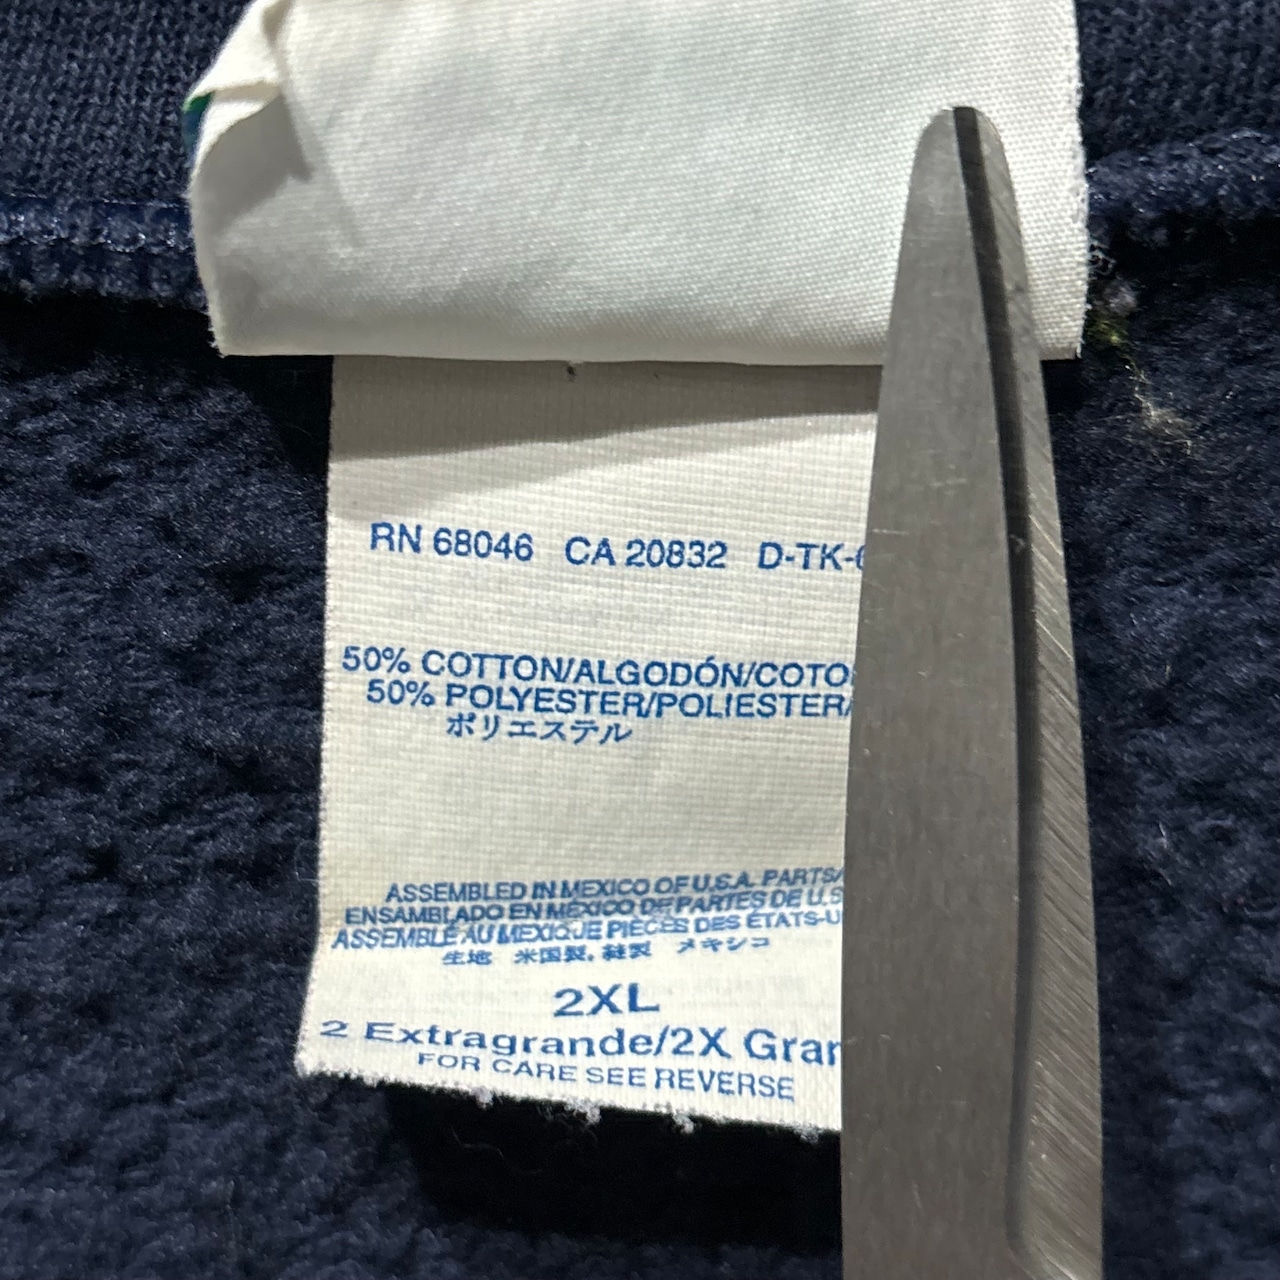 RN 68046 CA 20832 D-TK-
50% COTTON/ALGODÓN/COTO
50% POLYESTER/POLIESTER/
ポリエステル
ASSEMBLED IN MEXICO OF U.S.A. PARTS/
ENSAMBLADO EN MÉXICO DE PARTES DE U.S
ASSEMBLÉ AU MEXIQUE PIÈCES DES ÉTATS-U
生地 米国製, 縫製 メキシコ
2XL
2 Extragrande/2X Gran
FOR CARE SEE REVERSE